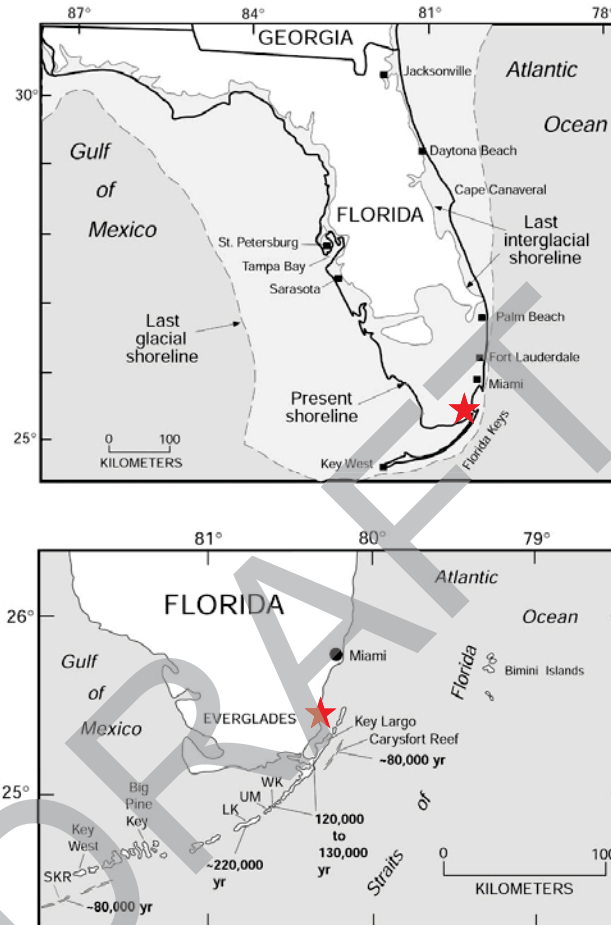 87°
84°
81°
78°
GEORGIA
Jacksonville
Atlantic
Ocean
30°
Gulf
of
Mexico
Daytona Beach
Cape Canaveral
FLORIDA
Last
interglacial
shoreline
St. Petersburg
Tampa Bay
Sarasota
Last
glacial
shoreline
Palm Beach
Fort Lauderdale
Miami
Present
shoreline
25°
0 100
KILOMETERS
Key West
Florida Keys
81°
80°
79°
FLORIDA
Atlantic
Ocean
26°
Gulf
of
Mexico
Miami
Florida
Bimini Islands
EVERGLADES
Key Largo
Carysfort Reef
~80,000 yr
25°
WK
UM
LK
Big
Pine
Key
Key
West
120,000
to
130,000
yr
of
Straits
~220,000
yr
SKR
~80,000 yr
0 100
KILOMETERS
DRAFT